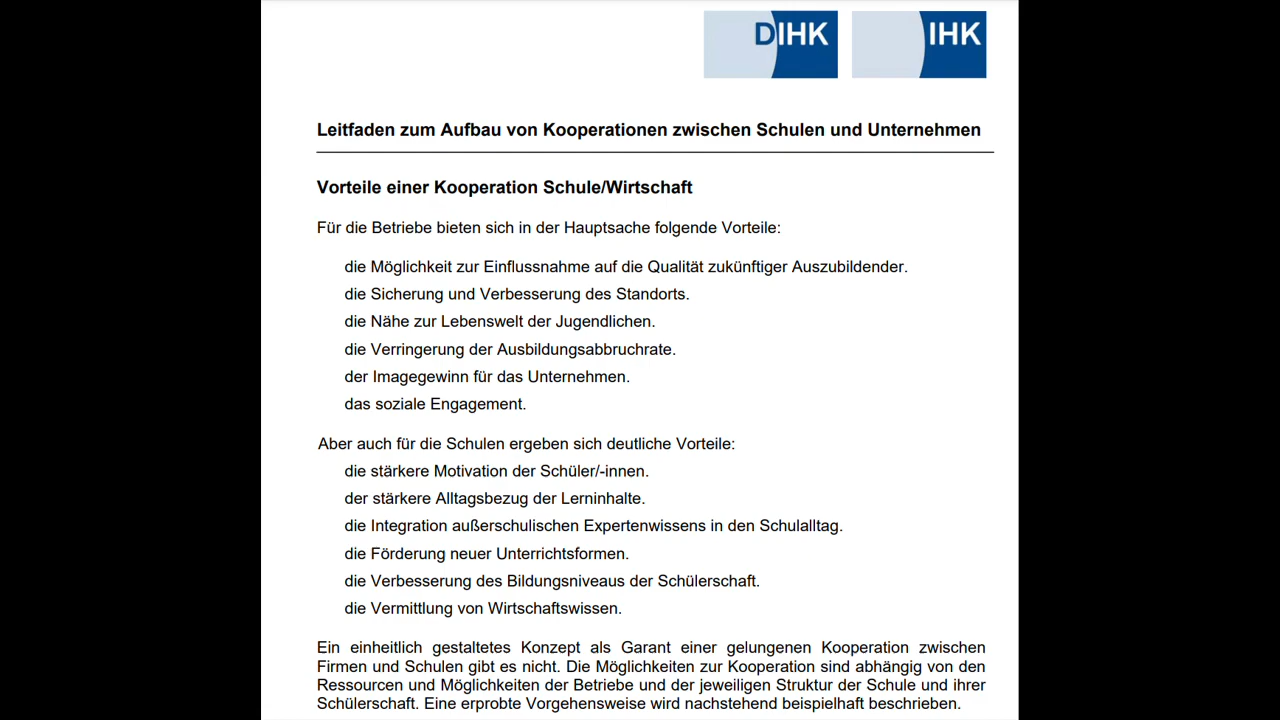 DIHK IHK
Leitfaden zum Aufbau von Kooperationen zwischen Schulen und Unternehmen
Vorteile einer Kooperation Schule/Wirtschaft
Für die Betriebe bieten sich in der Hauptsache folgende Vorteile:
die Möglichkeit zur Einflussnahme auf die Qualität zukünftiger Auszubildender.
die Sicherung und Verbesserung des Standorts.
die Nähe zur Lebenswelt der Jugendlichen.
die Verringerung der Ausbildungsabbruchrate.
der Imagegewinn für das Unternehmen.
das soziale Engagement.
Aber auch für die Schulen ergeben sich deutliche Vorteile:
die stärkere Motivation der Schüler/-innen.
der stärkere Alltagsbezug der Lerninhalte.
die Integration außerschulischen Expertenwissens in den Schulalltag.
die Förderung neuer Unterrichtsformen.
die Verbesserung des Bildungsniveaus der Schülerschaft.
die Vermittlung von Wirtschaftswissen.
Ein einheitlich gestaltetes Konzept als Garant einer gelungenen Kooperation zwischen
Firmen und Schulen gibt es nicht. Die Möglichkeiten zur Kooperation sind abhängig von den
Ressourcen und Möglichkeiten der Betriebe und der jeweiligen Struktur der Schule und ihrer
Schülerschaft. Eine erprobte Vorgehensweise wird nachstehend beispielhaft beschrieben.